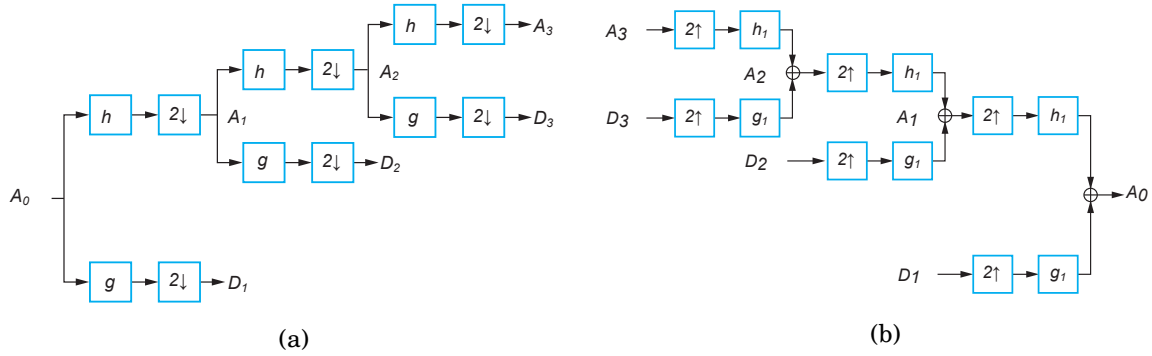 h 2↓ A₃
h 2↓ A₂
h 2↓ A₁
g 2↓ D₃
g 2↓ D₂
A₀
g 2↓ D₁
(a)
A₃ 2↑ h₁
A₂ 2↑ h₁
D₃ 2↑ g₁
A₁ 2↑ h₁
D₂ 2↑ g₁
A₀
D₁ 2↑ g₁
(b)